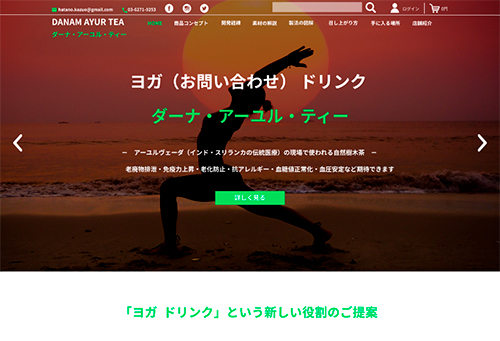 hatano.kazue@gmail.com 03-6271-9253 ログイン 0円
DANAM AYUR TEA
ダーナ・アーユル・ティー
HOME 商品コンセプト 開発経緯 素材の解説 製法の図解 召し上がり方 手に入る場所 店舗紹介
ヨガ（お問い合わせ） ドリンク
ダーナ・アーユル・ティー
― アーユルヴェーダ（インド・スリランカの伝統医療）の現場で使われる自然樹木茶 ―
老廃物排泄・免疫力上昇・老化防止・抗アレルギー・血糖値正常化・血圧安定など期待できます
詳しく見る
「ヨガ ドリンク」という新しい役割のご提案